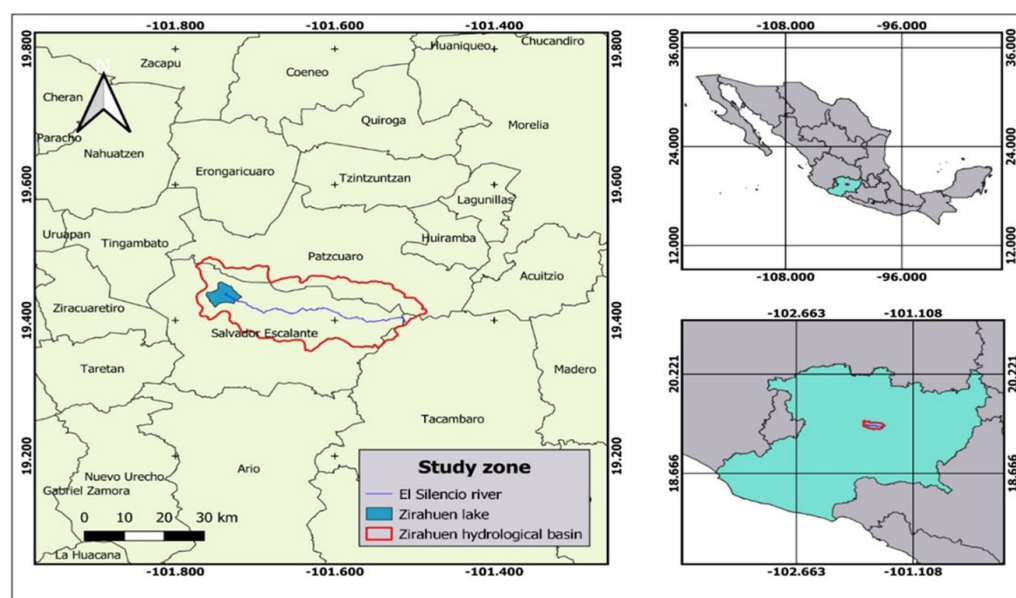 -101.800 -101.600 -101.400
19.800 19.800
N
Huaniqueo Chucandiro
Zacapu
Coeneo
Cheran
Quiroga
Morelia
Paracho
Nahuatzen
Erongaricuaro
Tzintzuntzan
19.600 19.600
Lagunillas
Uruapan
Tingambato
Huiramba
Patzcuaro
Acuitzio
Ziracuaretiro
19.400 19.400
Salvador Escalante
Taretan
Madero
Tacambaro
19.200 19.200
Ario
Nuevo Urecho
Gabriel Zamora
0 10 20 30 km
La Huacana
Study zone
El Silencio river
Zirahuen lake
Zirahuen hydrological basin
-101.800 -101.600 -101.400
-108.000 -96.000
36.000 36.000
24.000 24.000
12.000 12.000
-108.000 -96.000
-102.663 -101.108
20.221 20.221
18.666 18.666
-102.663 -101.108